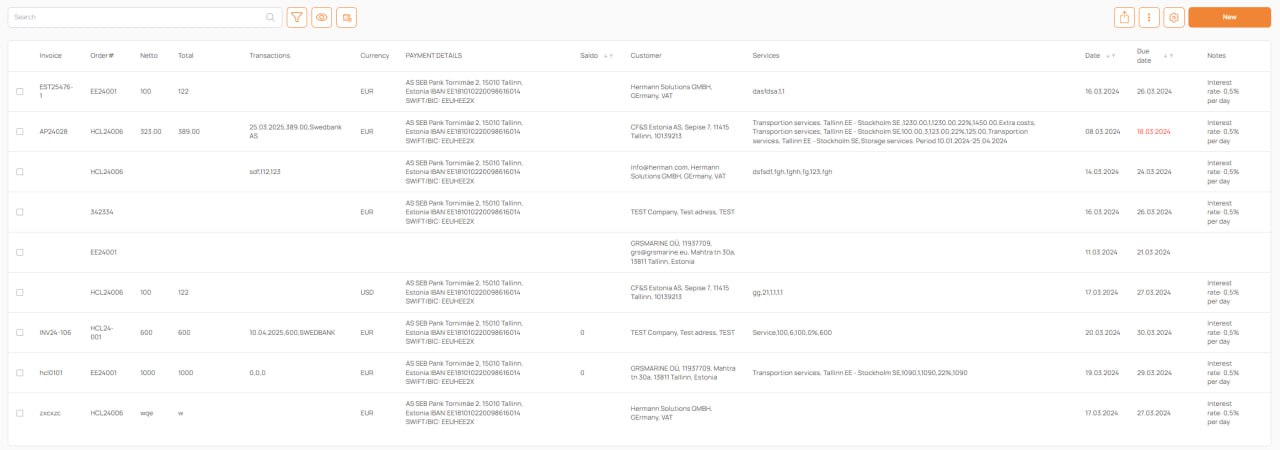 Search
New
Invoice Order# Netto Total Transactions Currency PAYMENT DETAILS Saldo Customer Services Date Due date Notes
EST25476-1 EE24001 100 122 EUR AS SEB Pank Tornimäe 2, 15010 Tallinn, Estonia IBAN EE181010220098616014 SWIFT/BIC: EEUHEE2X Hermann Solutions GMBH, GErmany, VAT dasfdsa,1,1 16.03.2024 26.03.2024 Interest rate- 0,5% per day
AP24028 HCL24006 323.00 389.00 25.03.2025,389.00,Swedbank AS EUR AS SEB Pank Tornimäe 2, 15010 Tallinn, Estonia IBAN EE181010220098616014 SWIFT/BIC: EEUHEE2X CF&S Estonia AS, Sepise 7, 11415 Tallinn, 10139213 Transportion services, Tallinn EE - Stockholm SE,1230.00,1,1230.00,22%,1450.00,Extra costs, Transportion services, Tallinn EE - Stockholm SE,100.00,3,123.00,22%,125.00,Transportion services, Tallinn EE - Stockholm SE,Storage services. Period 10.01.2024-25.04.2024 08.03.2024 18.03.2024 Interest rate- 0,5% per day
HCL24006 sdf,112,123 AS SEB Pank Tornimäe 2, 15010 Tallinn, Estonia IBAN EE181010220098616014 SWIFT/BIC: EEUHEE2X info@herman.com, Hermann Solutions GMBH, GErmany, VAT dsfsdf,fgh,fghh,fg,123,fgh 14.03.2024 24.03.2024 Interest rate- 0,5% per day
342334 EUR AS SEB Pank Tornimäe 2, 15010 Tallinn, Estonia IBAN EE181010220098616014 SWIFT/BIC: EEUHEE2X TEST Company, Test adress, TEST 16.03.2024 26.03.2024 Interest rate- 0,5% per day
EE24001 GRSMARINE OÜ, 11937709, grs@grsmarine.eu, Mahtra tn 30a, 13811 Tallinn, Estonia 11.03.2024 21.03.2024
HCL24006 100 122 USD AS SEB Pank Tornimäe 2, 15010 Tallinn, Estonia IBAN EE181010220098616014 SWIFT/BIC: EEUHEE2X CF&S Estonia AS, Sepise 7, 11415 Tallinn, 10139213 gg,21,1,1,1,1 17.03.2024 27.03.2024 Interest rate- 0,5% per day
INV24-106 HCL24-001 600 600 10.04.2025,600,SWEDBANK EUR AS SEB Pank Tornimäe 2, 15010 Tallinn, Estonia IBAN EE181010220098616014 SWIFT/BIC: EEUHEE2X 0 TEST Company, Test adress, TEST Service,100,6,100,0%,600 20.03.2024 30.03.2024 Interest rate- 0,5% per day
hcl0101 EE24001 1000 1000 0,0,0 EUR AS SEB Pank Tornimäe 2, 15010 Tallinn, Estonia IBAN EE181010220098616014 SWIFT/BIC: EEUHEE2X 0 GRSMARINE OÜ, 11937709, Mahtra tn 30a, 13811 Tallinn, Estonia Transportion services, Tallinn EE - Stockholm SE,1090,1,1090,22%,1090 19.03.2024 29.03.2024 Interest rate- 0,5% per day
zxcxzc HCL24006 wqe w EUR AS SEB Pank Tornimäe 2, 15010 Tallinn, Estonia IBAN EE181010220098616014 SWIFT/BIC: EEUHEE2X Hermann Solutions GMBH, GErmany, VAT 17.03.2024 27.03.2024 Interest rate- 0,5% per day